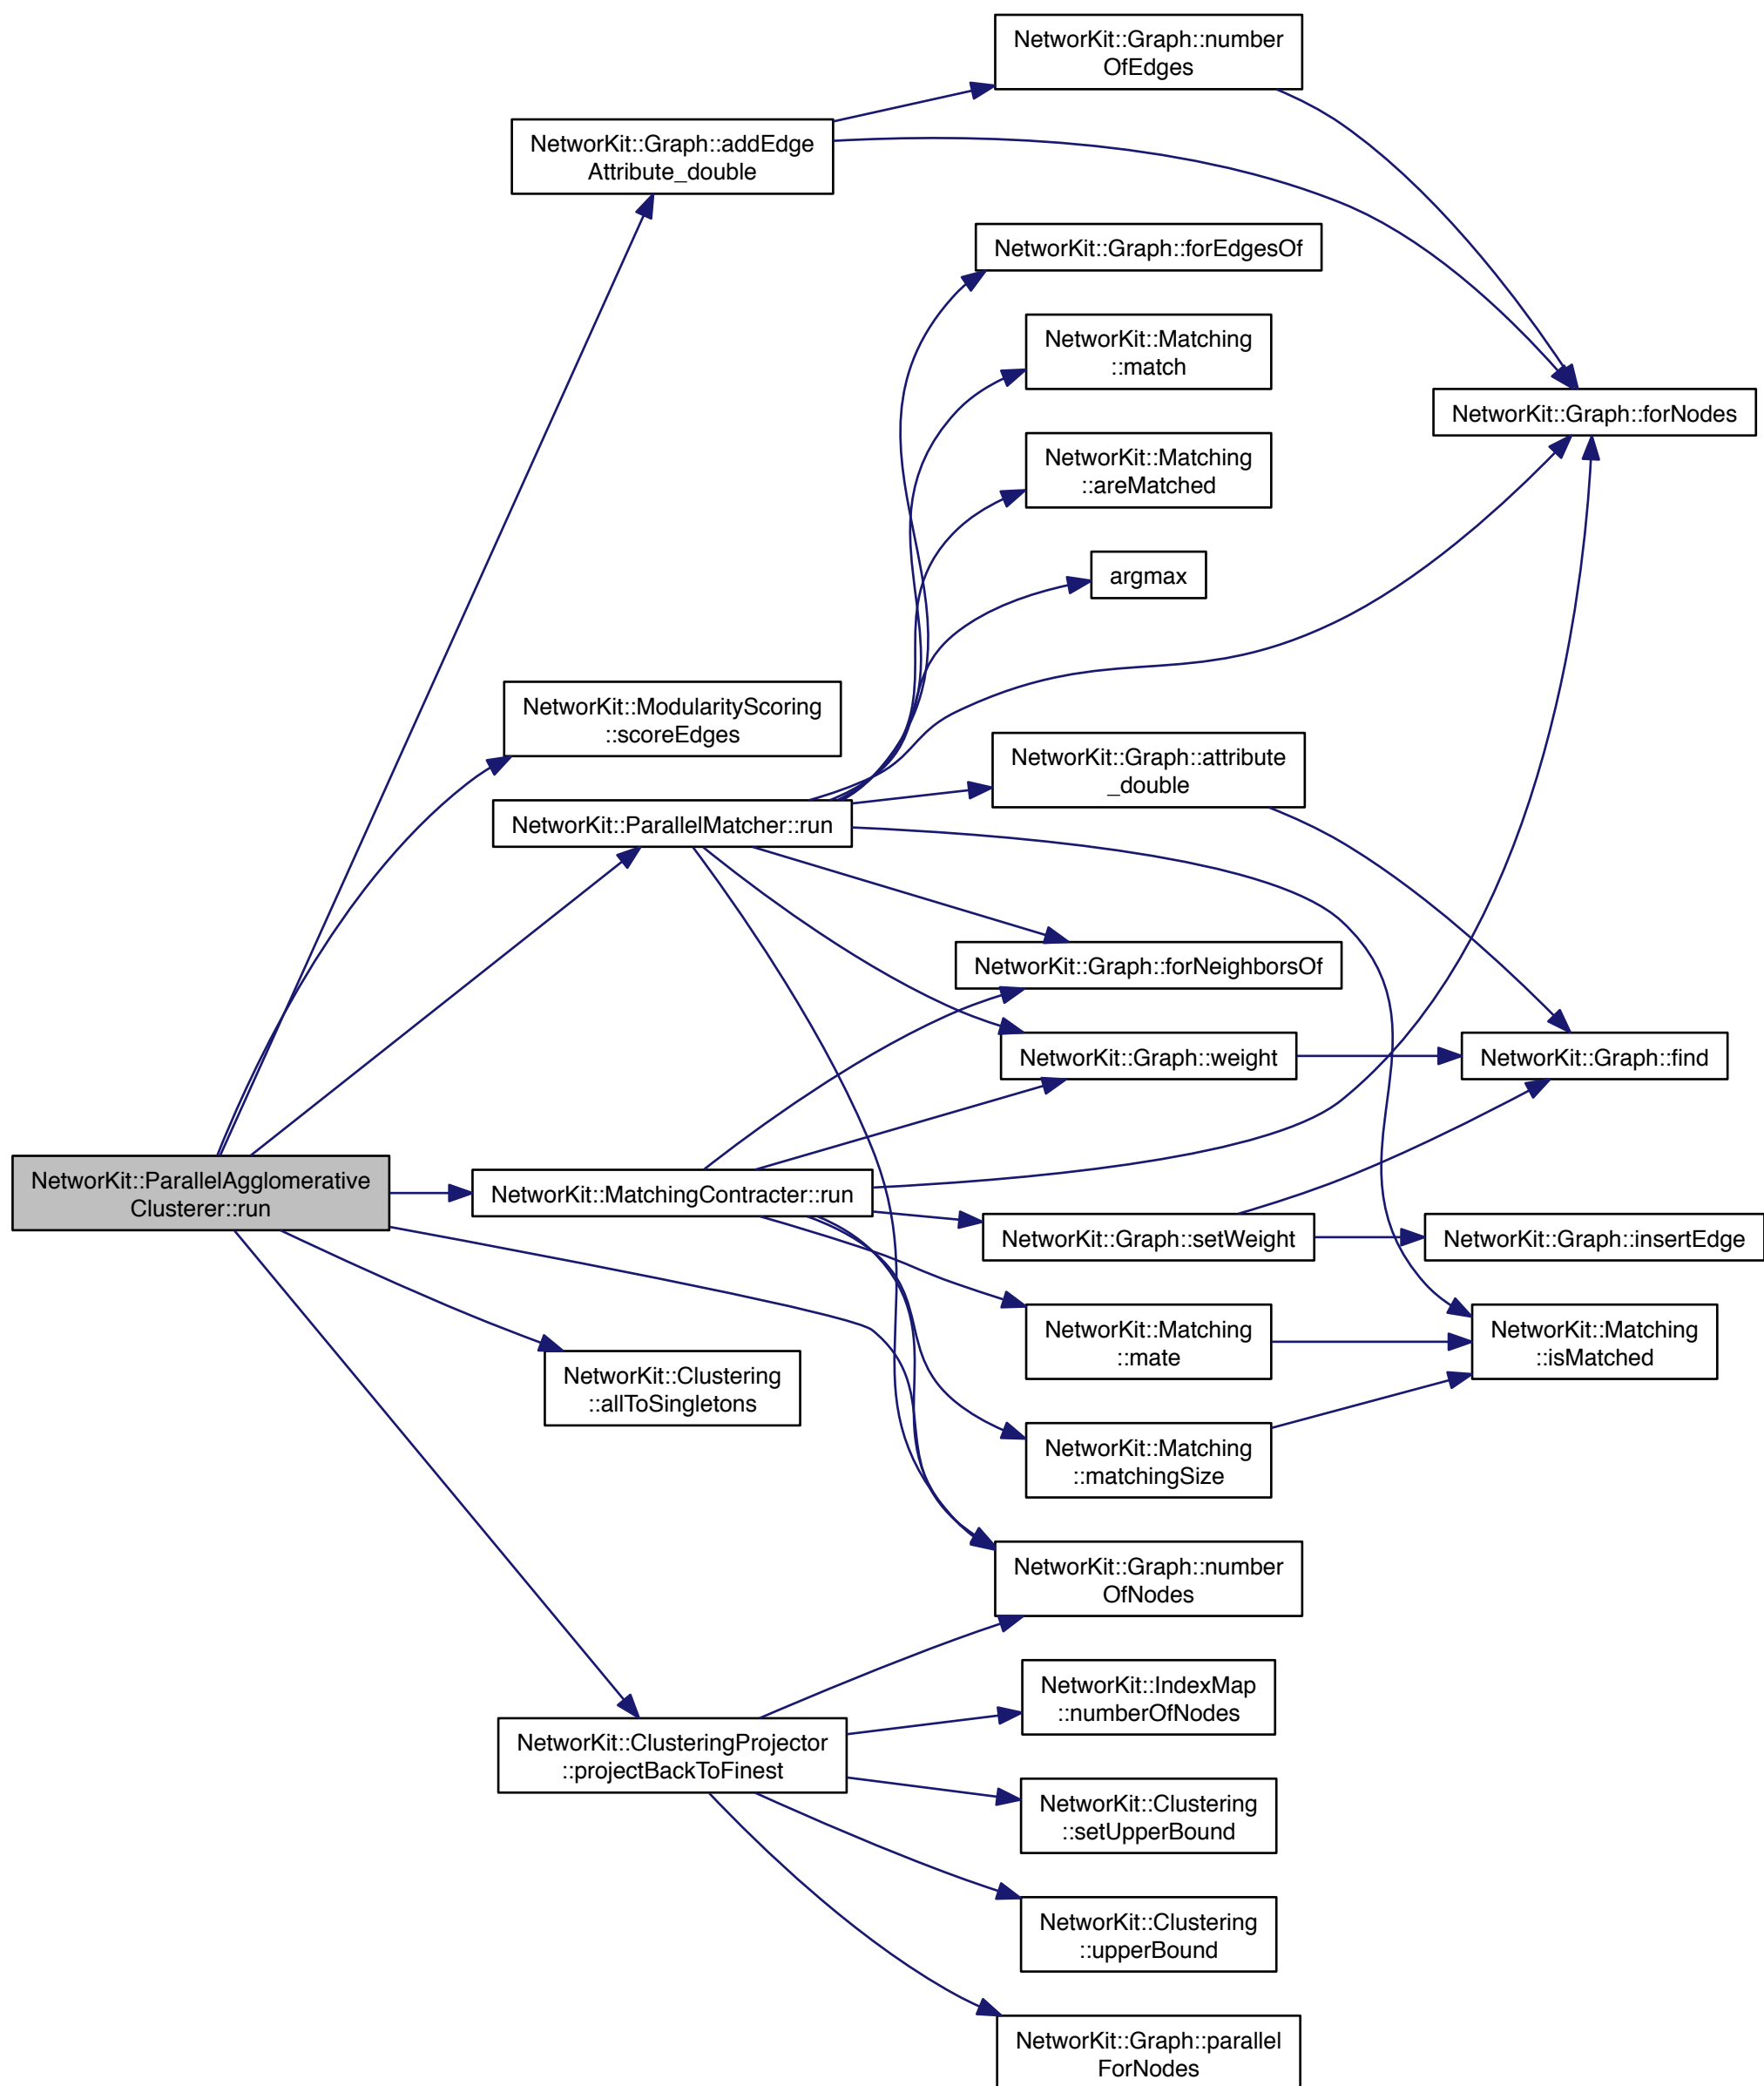 NetworKit::Graph::number
OfEdges
NetworKit::Graph::addEdge
Attribute_double
NetworKit::Graph::forEdgesOf
NetworKit::Matching
::match
NetworKit::Graph::forNodes
NetworKit::Matching
::areMatched
argmax
NetworKit::ModularityScoring
::scoreEdges
NetworKit::Graph::attribute
_double
NetworKit::ParallelMatcher::run
NetworKit::Graph::forNeighborsOf
NetworKit::Graph::weight
NetworKit::Graph::find
NetworKit::ParallelAgglomerative
Clusterer::run
NetworKit::MatchingContracter::run
NetworKit::Graph::setWeight
NetworKit::Graph::insertEdge
NetworKit::Matching
::mate
NetworKit::Matching
::isMatched
NetworKit::Clustering
::allToSingletons
NetworKit::Matching
::matchingSize
NetworKit::Graph::number
OfNodes
NetworKit::IndexMap
::numberOfNodes
NetworKit::ClusteringProjector
::projectBackToFinest
NetworKit::Clustering
::setUpperBound
NetworKit::Clustering
::upperBound
NetworKit::Graph::parallel
ForNodes